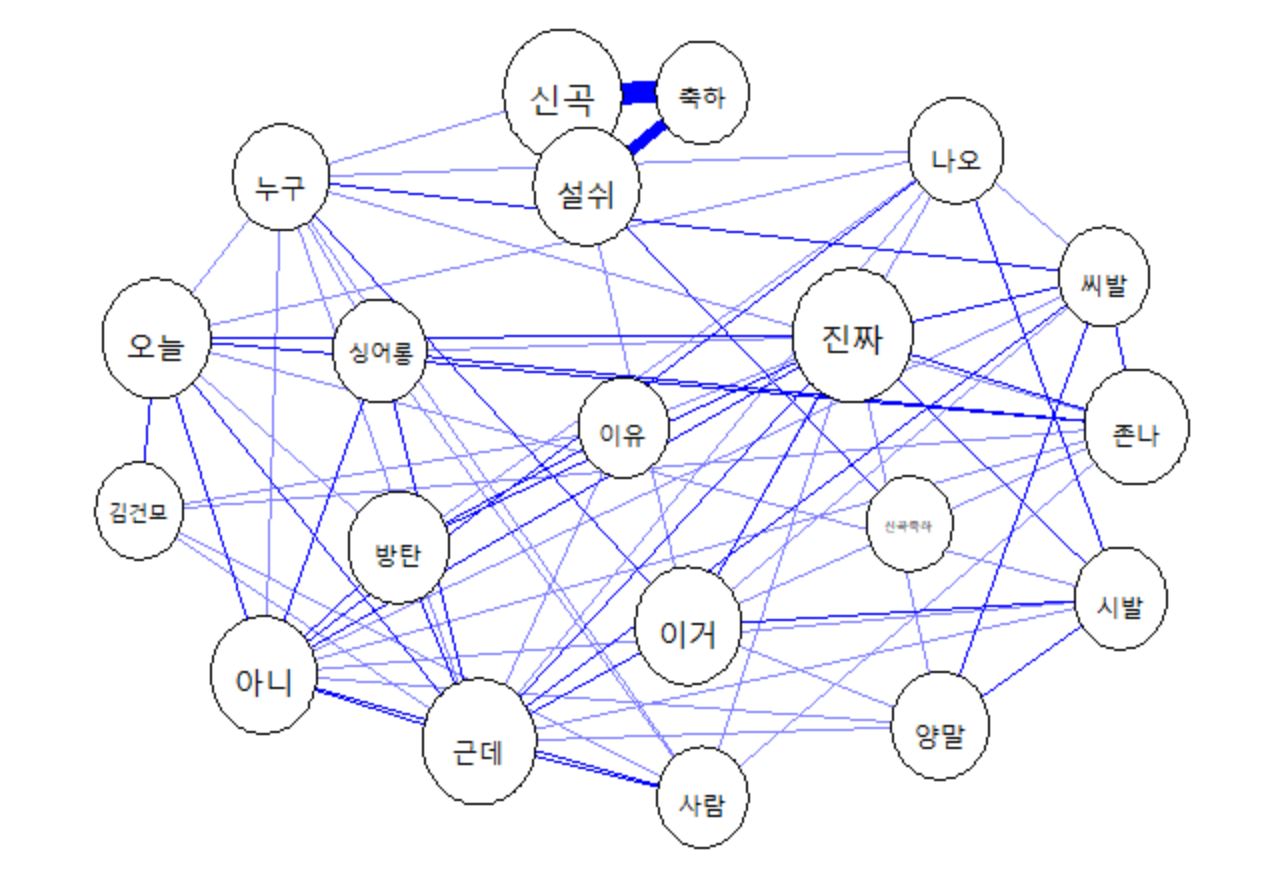 신곡
축하
누구
설쉬
나오
씨발
오늘
싱어롱
진짜
이유
존나
김건모
방탄
신곡축하
시발
이거
아니
근데
양말
사람